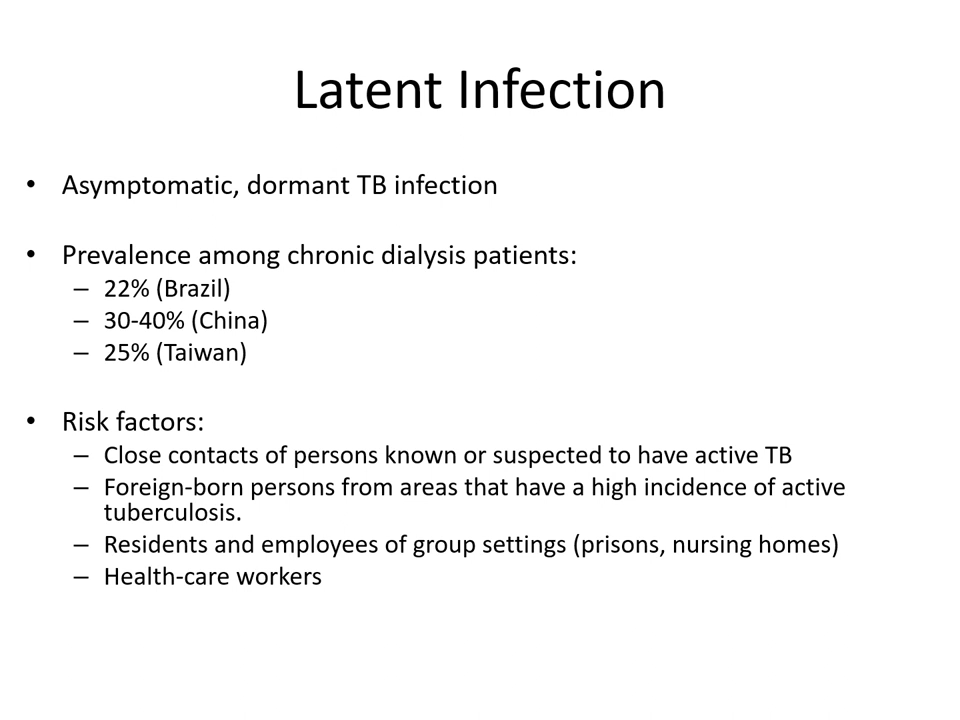 Latent Infection
• Asymptomatic, dormant TB infection
• Prevalence among chronic dialysis patients:
– 22% (Brazil)
– 30-40% (China)
– 25% (Taiwan)
• Risk factors:
– Close contacts of persons known or suspected to have active TB
– Foreign-born persons from areas that have a high incidence of active
tuberculosis.
– Residents and employees of group settings (prisons, nursing homes)
– Health-care workers